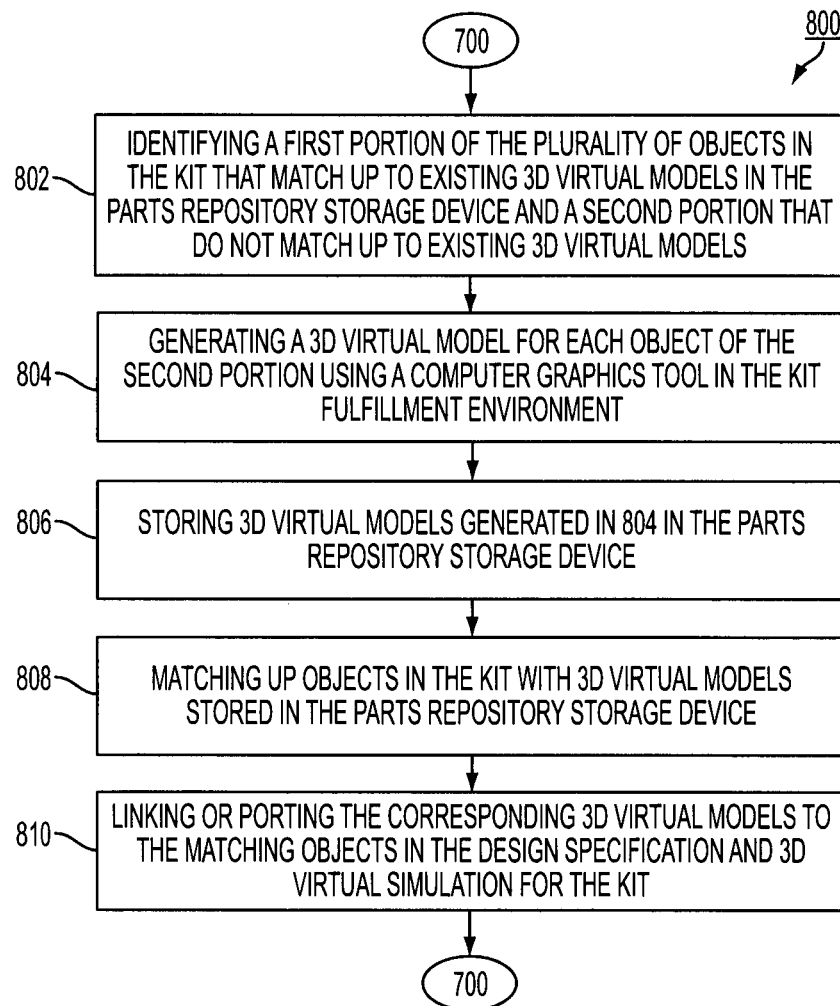 700
800
802
IDENTIFYING A FIRST PORTION OF THE PLURALITY OF OBJECTS IN
THE KIT THAT MATCH UP TO EXISTING 3D VIRTUAL MODELS IN THE
PARTS REPOSITORY STORAGE DEVICE AND A SECOND PORTION THAT
DO NOT MATCH UP TO EXISTING 3D VIRTUAL MODELS
804
GENERATING A 3D VIRTUAL MODEL FOR EACH OBJECT OF THE
SECOND PORTION USING A COMPUTER GRAPHICS TOOL IN THE KIT
FULFILLMENT ENVIRONMENT
806
STORING 3D VIRTUAL MODELS GENERATED IN 804 IN THE PARTS
REPOSITORY STORAGE DEVICE
808
MATCHING UP OBJECTS IN THE KIT WITH 3D VIRTUAL MODELS
STORED IN THE PARTS REPOSITORY STORAGE DEVICE
810
LINKING OR PORTING THE CORRESPONDING 3D VIRTUAL MODELS TO
THE MATCHING OBJECTS IN THE DESIGN SPECIFICATION AND 3D
VIRTUAL SIMULATION FOR THE KIT
700